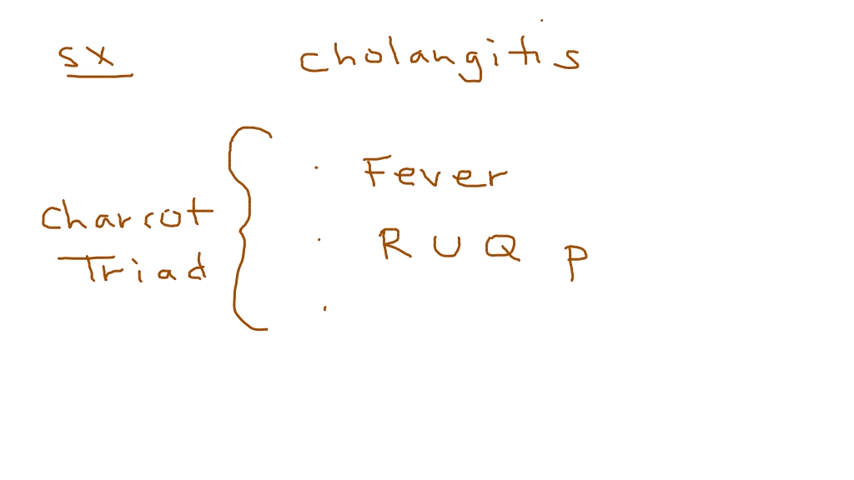 sx cholangitis
Charcot Triad
· Fever
· RUQ P
·